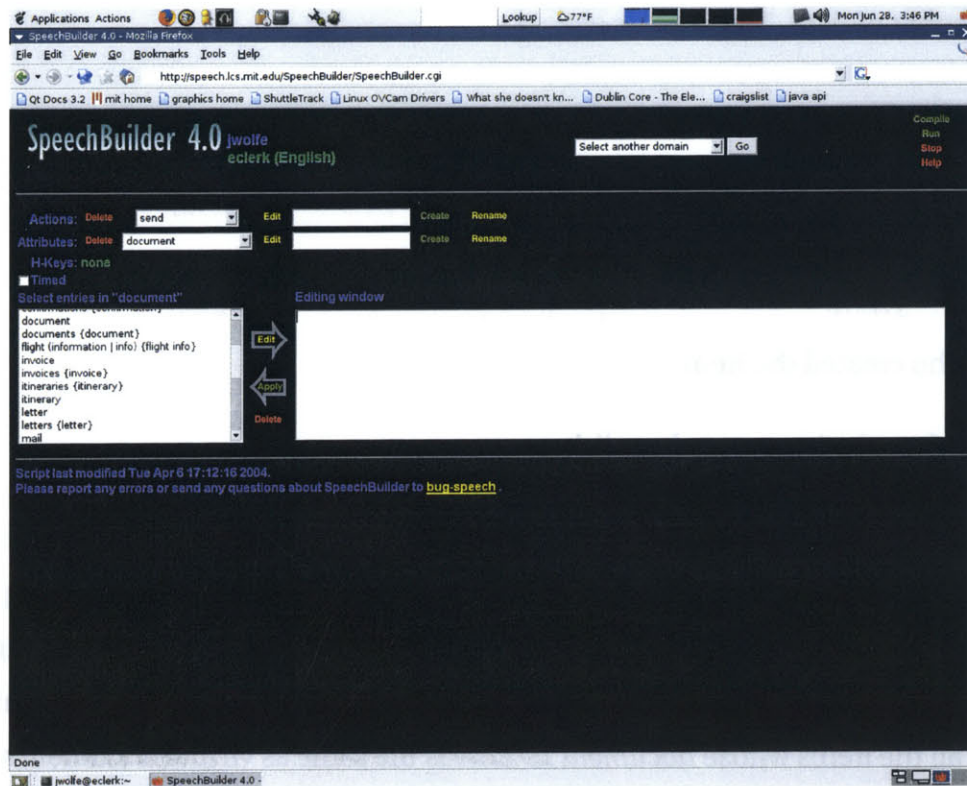 Applications Actions Lookup 77°F Mon Jun 28, 3:46 PM
SpeechBuilder 4.0 - Mozilla Firefox
File Edit View Go Bookmarks Tools Help
http://speech.lcs.mit.edu/SpeechBuilder/SpeechBuilder.cgi
Qt Docs 3.2 mit home graphics home ShuttleTrack Linux OVCam Drivers What she doesn't kn... Dublin Core - The Ele... craigslist java api
SpeechBuilder 4.0 jwolfe
eclerk (English)
Select another domain Go
Compile
Run
Stop
Help
Actions: Delete send Edit Create Rename
Attributes: Delete document Edit Create Rename
H-Keys: none
Timed
Select entries in "document" Editing window
confirmations {confirmation}
document
documents {document}
flight (information | info) {flight info}
invoice
invoices {invoice}
itineraries {itinerary}
itinerary
letter
letters {letter}
mail
Edit
Apply
Delete
Script last modified Tue Apr 6 17:12:16 2004.
Please report any errors or send any questions about SpeechBuilder to bug-speech .
Done
jwolfe@eclerk:~ SpeechBuilder 4.0 -